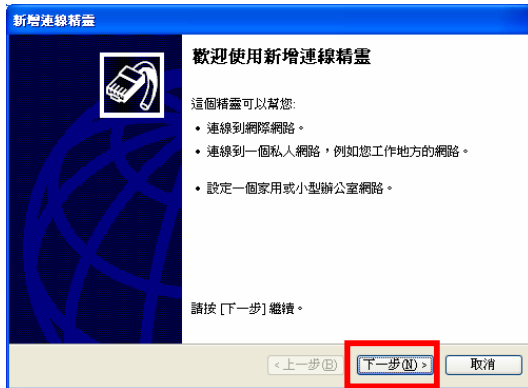 新增連線精靈
歡迎使用新增連線精靈
這個精靈可以幫您:
• 連線到網際網路。
• 連線到一個私人網路，例如您工作地方的網路。
• 設定一個家用或小型辦公室網路。
請按 [下一步] 繼續。
<上一步(B) 下一步(N)> 取消